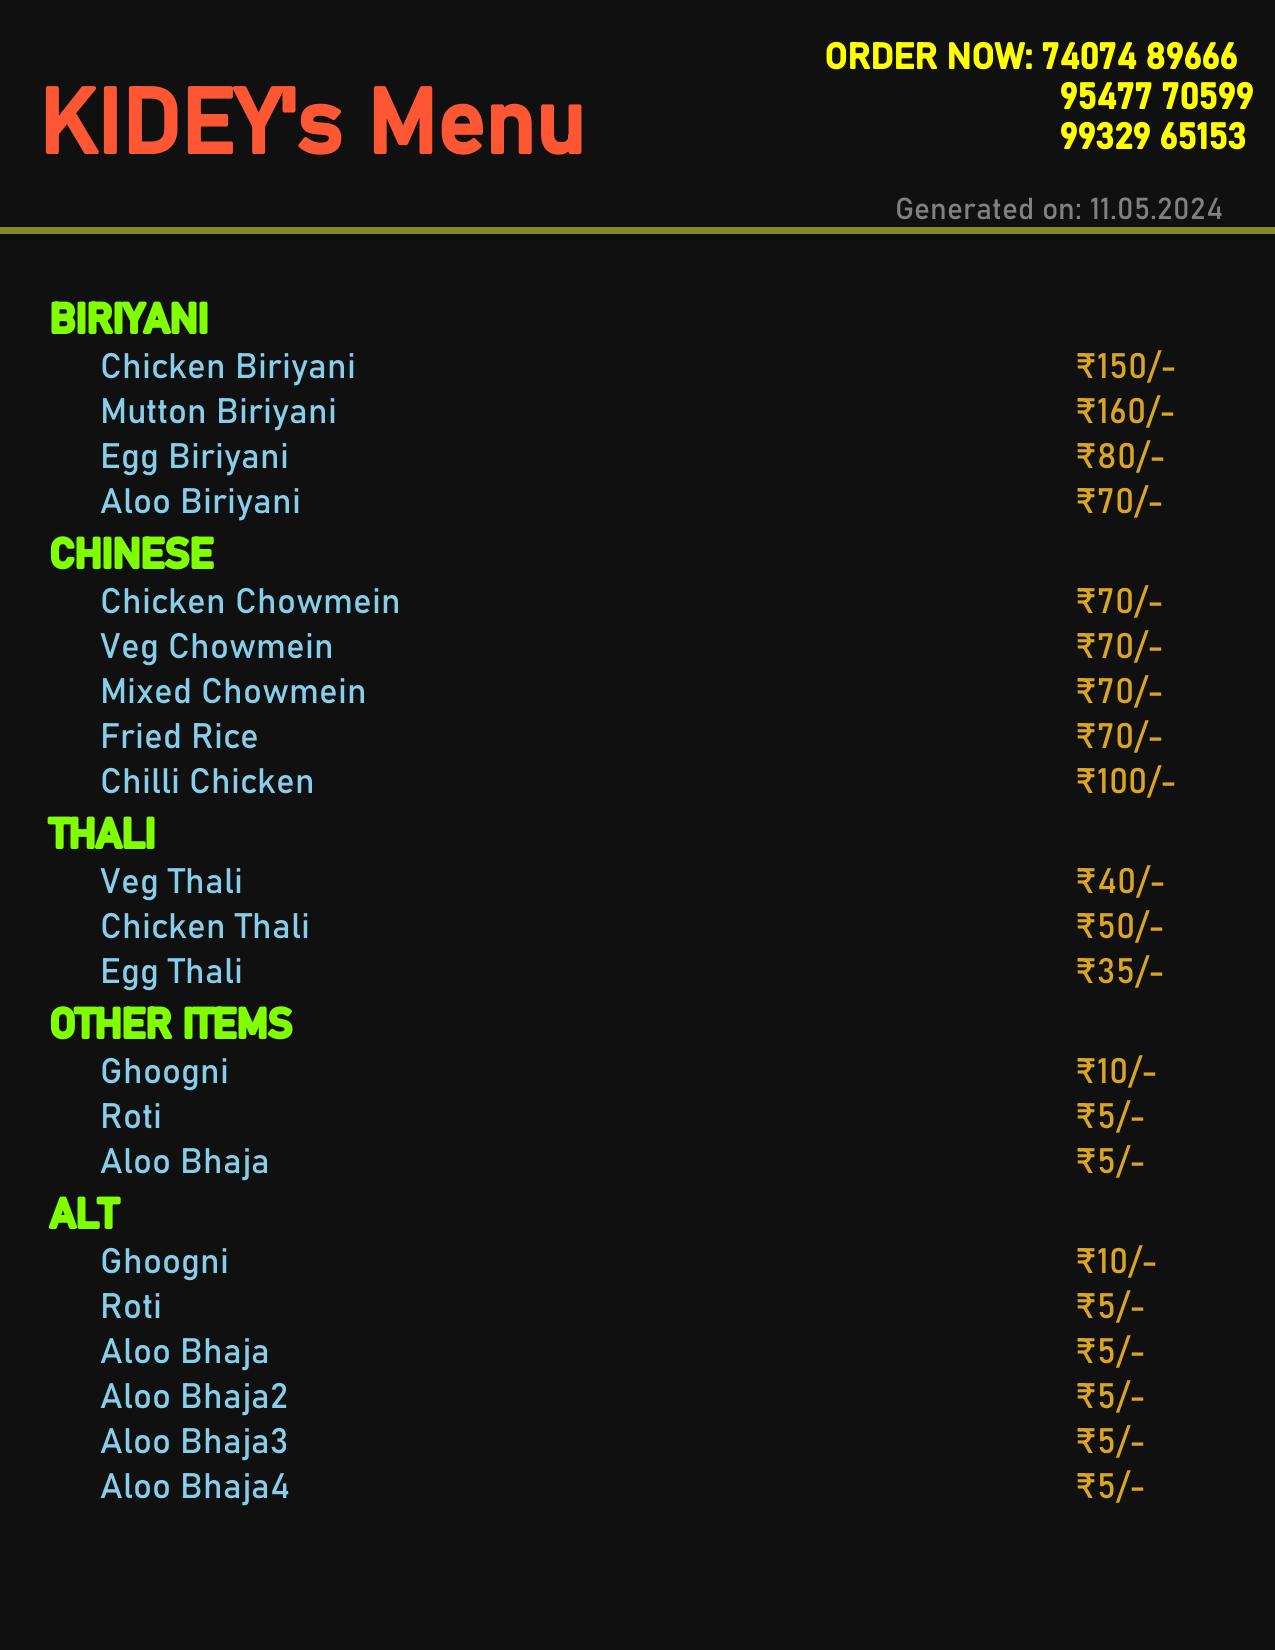 KIDEY's Menu
ORDER NOW: 74074 89666
95477 70599
99329 65153
Generated on: 11.05.2024
BIRIYANI
Chicken Biriyani ₹150/-
Mutton Biriyani ₹160/-
Egg Biriyani ₹80/-
Aloo Biriyani ₹70/-
CHINESE
Chicken Chowmein ₹70/-
Veg Chowmein ₹70/-
Mixed Chowmein ₹70/-
Fried Rice ₹70/-
Chilli Chicken ₹100/-
THALI
Veg Thali ₹40/-
Chicken Thali ₹50/-
Egg Thali ₹35/-
OTHER ITEMS
Ghoogni ₹10/-
Roti ₹5/-
Aloo Bhaja ₹5/-
ALT
Ghoogni ₹10/-
Roti ₹5/-
Aloo Bhaja ₹5/-
Aloo Bhaja2 ₹5/-
Aloo Bhaja3 ₹5/-
Aloo Bhaja4 ₹5/-